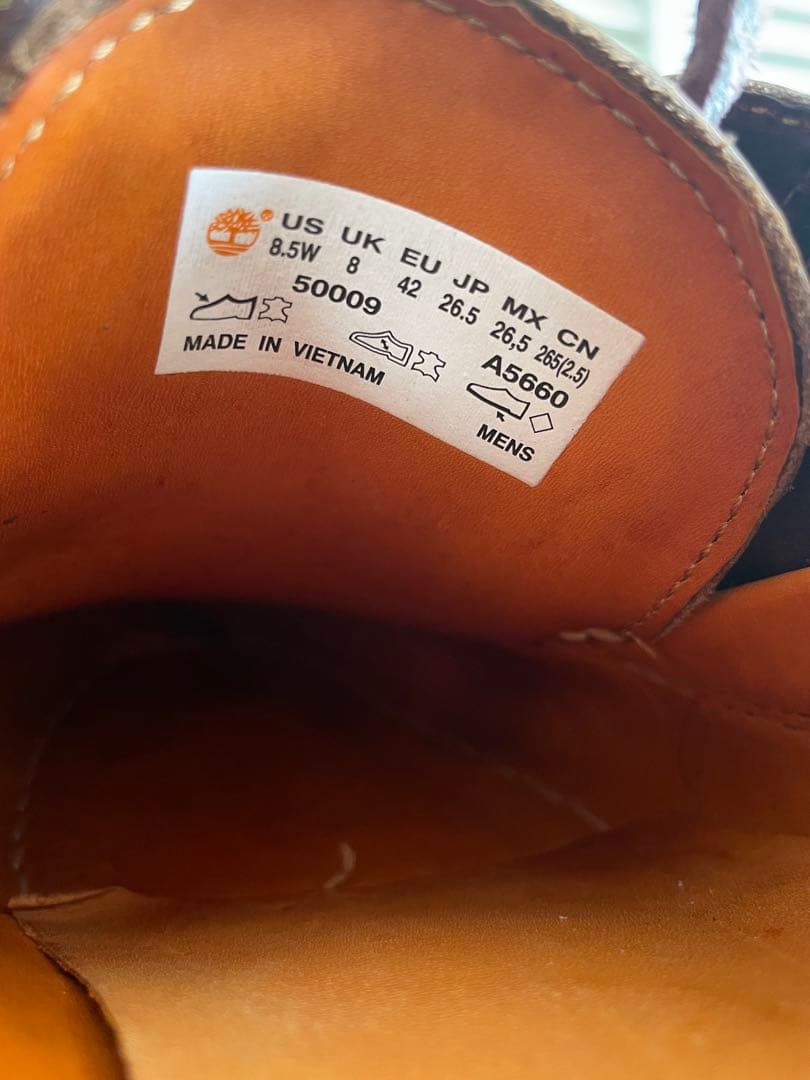 ® US UK EU JP MX CN
8.5W 8 42 26.5 26,5 265(2.5)
50009 A5660
MADE IN VIETNAM MENS